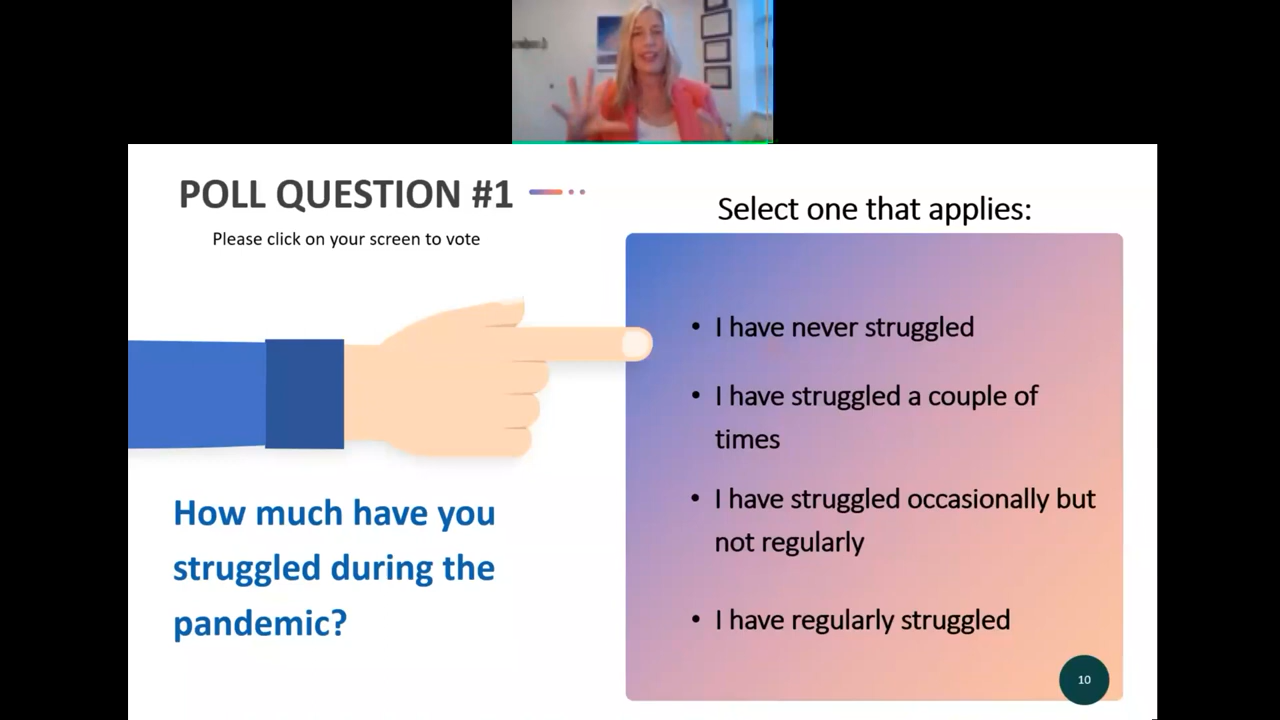 POLL QUESTION #1
Please click on your screen to vote
How much have you
struggled during the
pandemic?
Select one that applies:
• I have never struggled
• I have struggled a couple of
times
• I have struggled occasionally but
not regularly
• I have regularly struggled
10